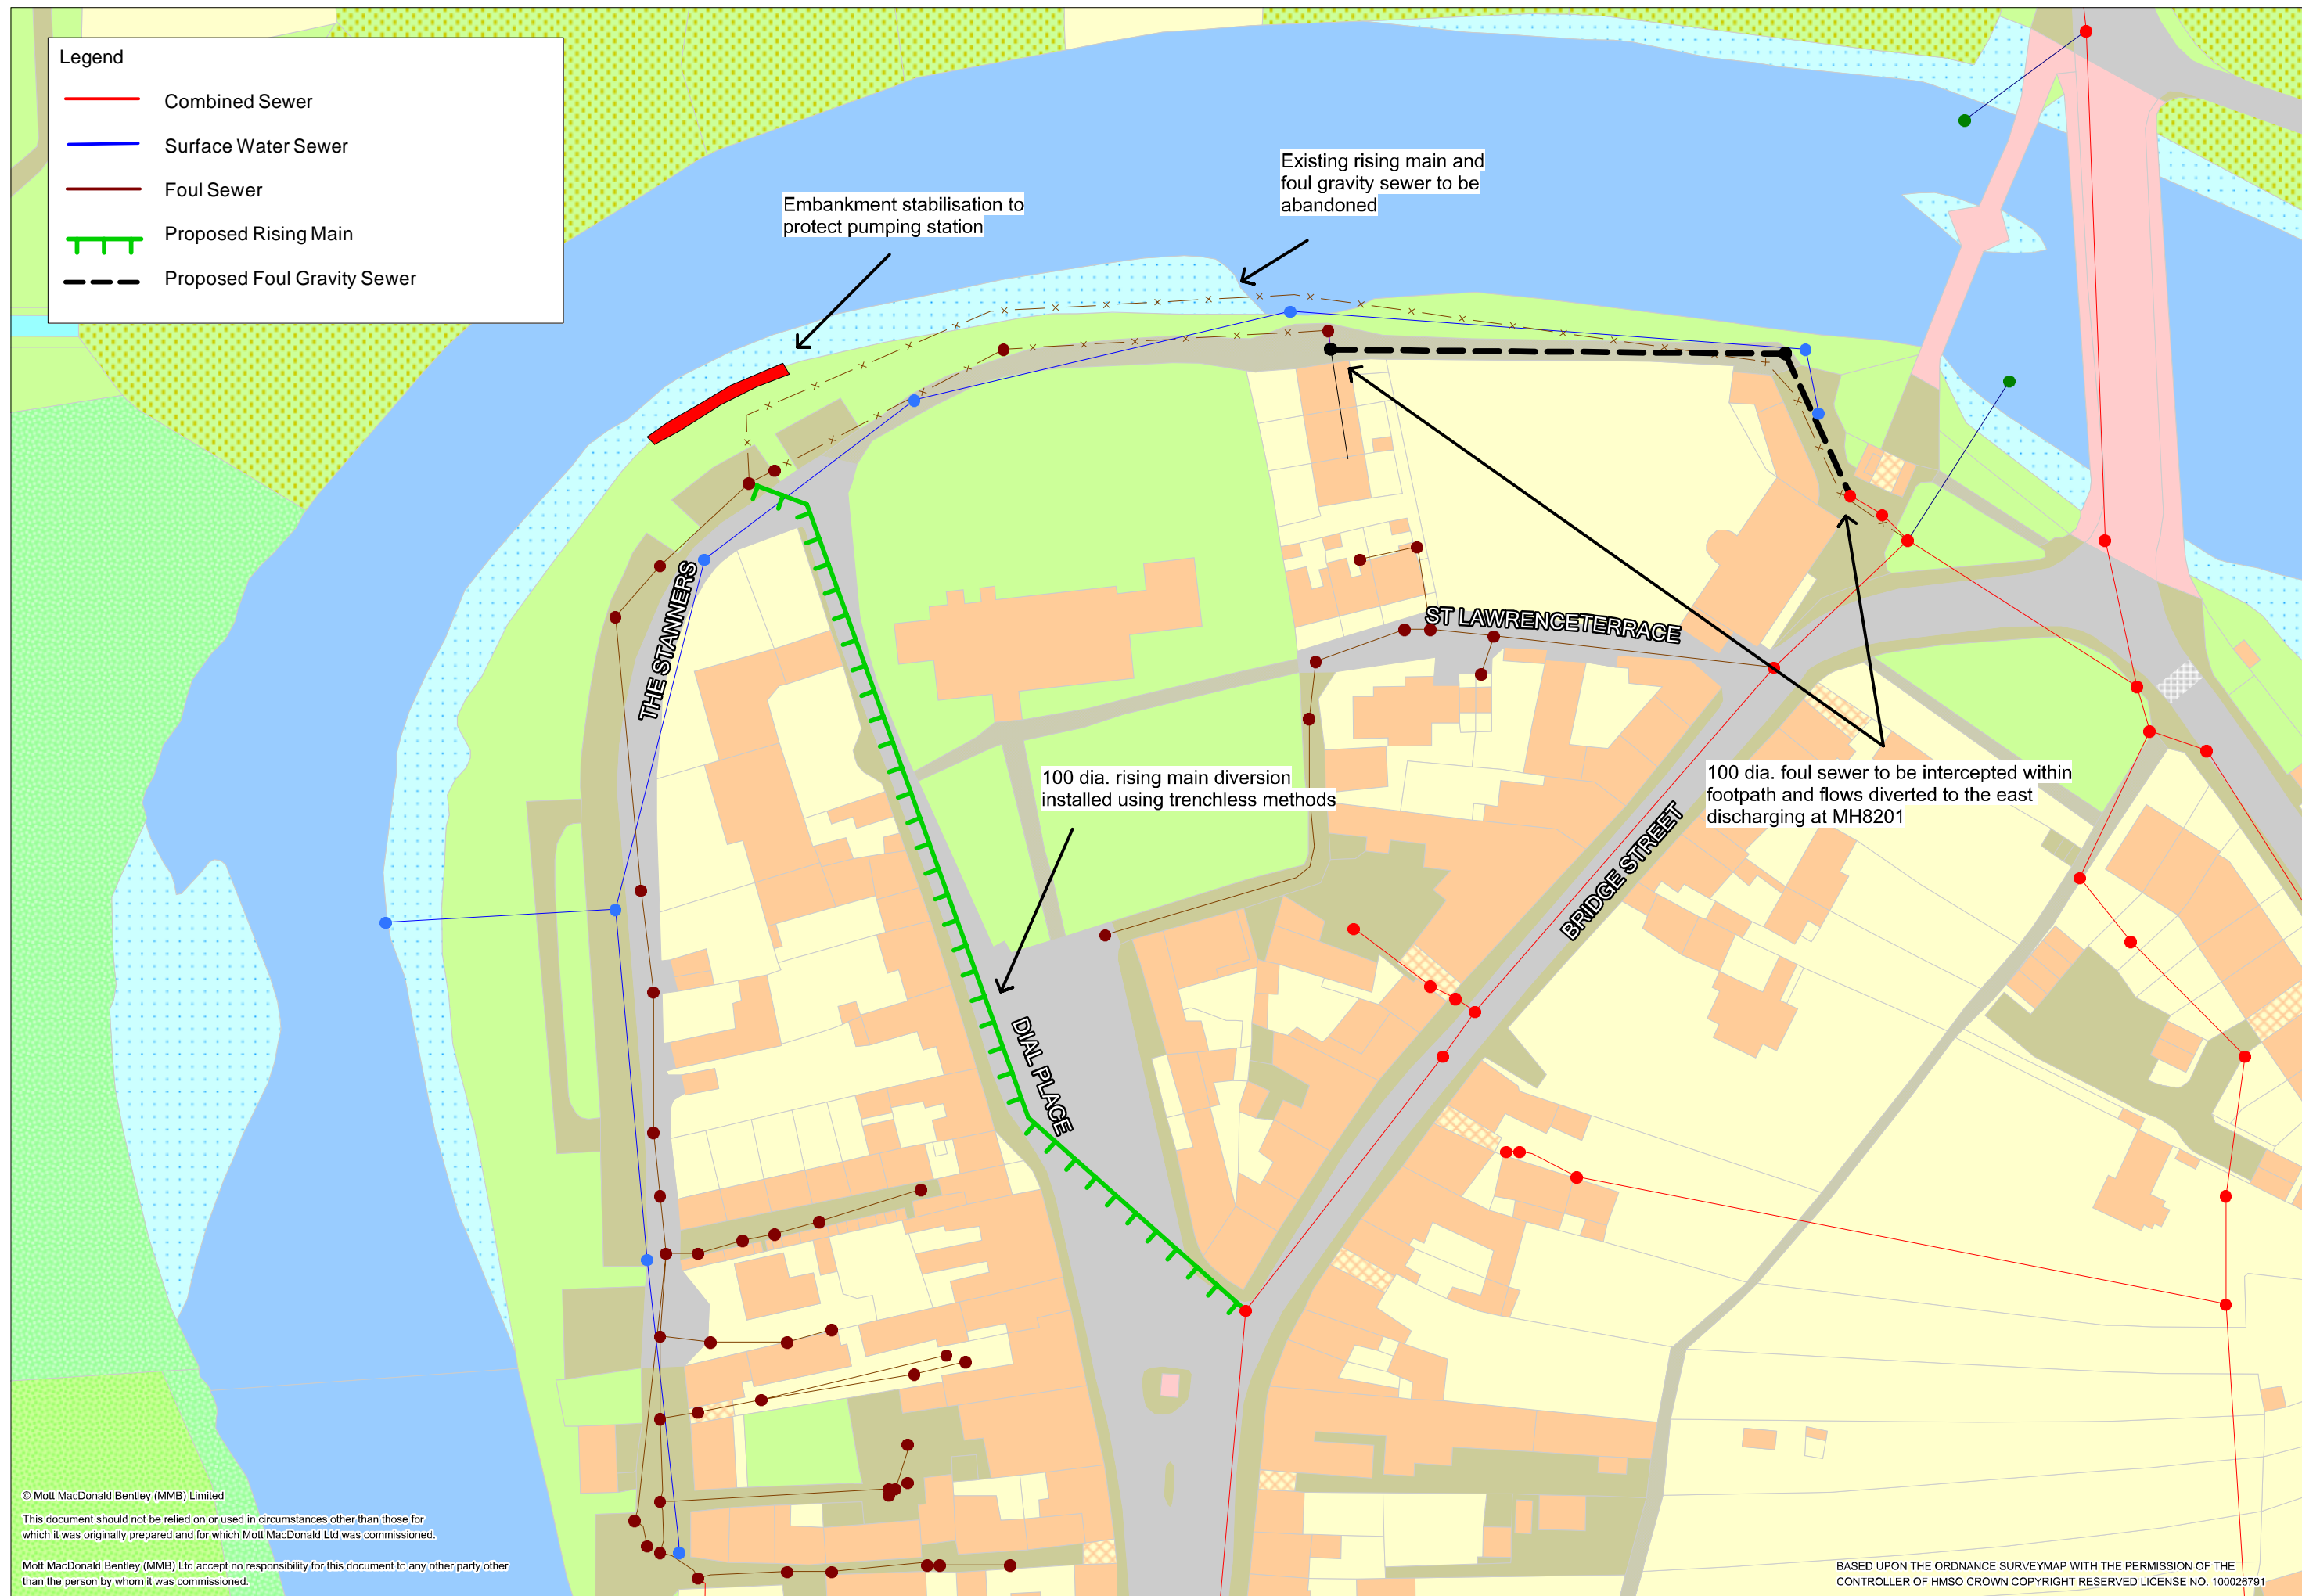 Legend
Combined Sewer
Surface Water Sewer
Foul Sewer
Proposed Rising Main
Proposed Foul Gravity Sewer
Existing rising main and
foul gravity sewer to be
abandoned
Embankment stabilisation to
protect pumping station
THE STANNERS
ST LAWRENCETERRACE
100 dia. rising main diversion
installed using trenchless methods
100 dia. foul sewer to be intercepted within
footpath and flows diverted to the east
discharging at MH8201
BRIDGE STREET
DIAL PLACE
© Mott MacDonald Bentley (MMB) Limited
This document should not be relied on or used in circumstances other than those for
which it was originally prepared and for which Mott MacDonald Ltd was commissioned.
Mott MacDonald Bentley (MMB) Ltd accept no responsibility for this document to any other party other
than the person by whom it was commissioned.
BASED UPON THE ORDNANCE SURVEYMAP WITH THE PERMISSION OF THE
CONTROLLER OF HMSO CROWN COPYRIGHT RESERVED LICENSE NO. 100026791